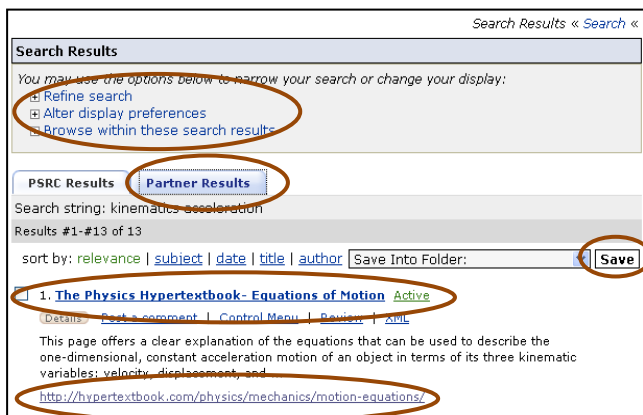 Search Results « Search «
Search Results
You may use the options below to narrow your search or change your display:
Refine search
Alter display preferences
Browse within these search results
PSRC Results Partner Results
Search string: kinematics acceleration
Results #1-#13 of 13
sort by: relevance | subject | date | title | author Save Into Folder: Save
1. The Physics Hypertextbook- Equations of Motion Active
Details Post a comment | Control Menu | Review | XML
This page offers a clear explanation of the equations that can be used to describe the
one-dimensional, constant acceleration motion of an object in terms of its three kinematic
variables: velocity, displacement, and ...
http://hypertextbook.com/physics/mechanics/motion-equations/